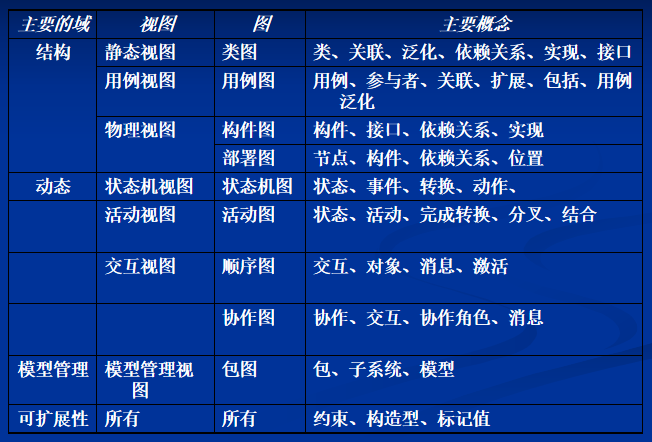 主要的域 视图 图 主要概念
结构 静态视图 类图 类、关联、泛化、依赖关系、实现、接口
用例视图 用例图 用例、参与者、关联、扩展、包括、用例
泛化
物理视图 构件图 构件、接口、依赖关系、实现
部署图 节点、构件、依赖关系、位置
动态 状态机视图 状态机图 状态、事件、转换、动作、
活动视图 活动图 状态、活动、完成转换、分叉、结合
交互视图 顺序图 交互、对象、消息、激活
协作图 协作、交互、协作角色、消息
模型管理 模型管理视 包图 包、子系统、模型
图
可扩展性 所有 所有 约束、构造型、标记值